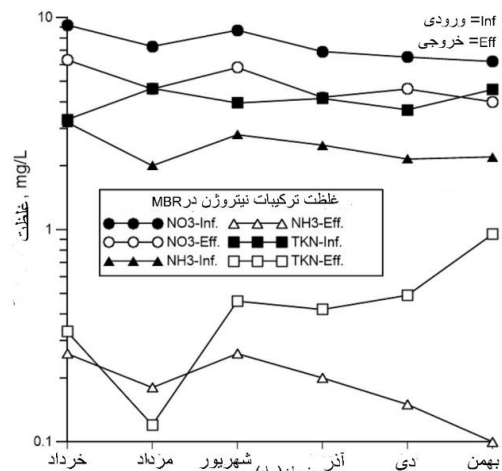 10
ورودی =Inf
خروجی =Eff
غلظت, mg/L
غلظت ترکیبات نیتروژن در MBR
NO3-Inf. NH3-Eff.
NO3-Eff. TKN-Inf.
NH3-Inf. TKN-Eff.
1
0.1
خرداد مرداد شهریور آذر دی بهمن